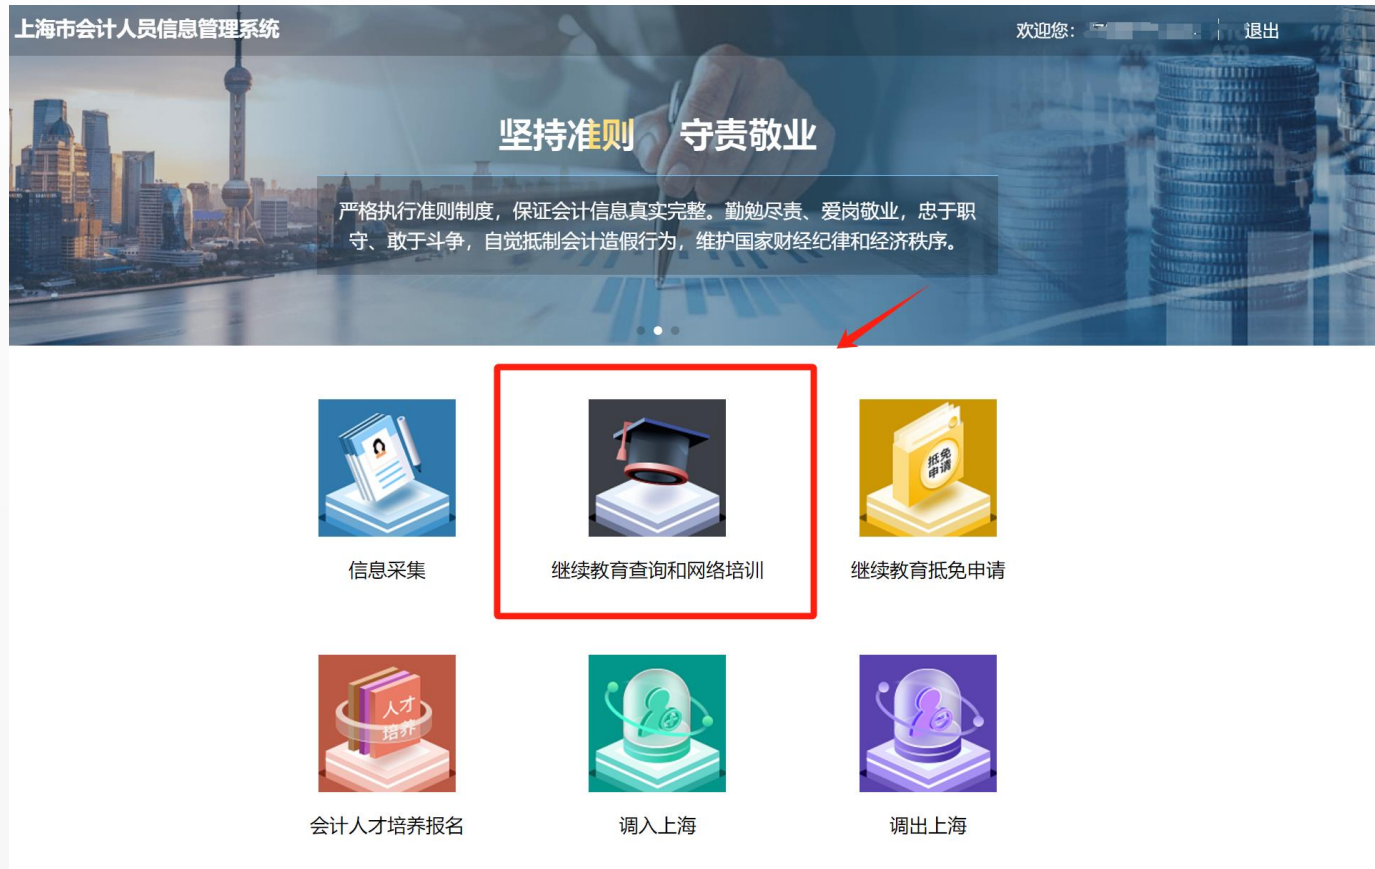 上海市会计人员信息管理系统
欢迎您:
退出
坚持准则 守责敬业
严格执行准则制度，保证会计信息真实完整。勤勉尽责、爱岗敬业，忠于职
守、敢于斗争，自觉抵制会计造假行为，维护国家财经纪律和经济秩序。
抵免
申请
信息采集
继续教育查询和网络培训
继续教育抵免申请
人才
培养
会计人才培养报名
调入上海
调出上海